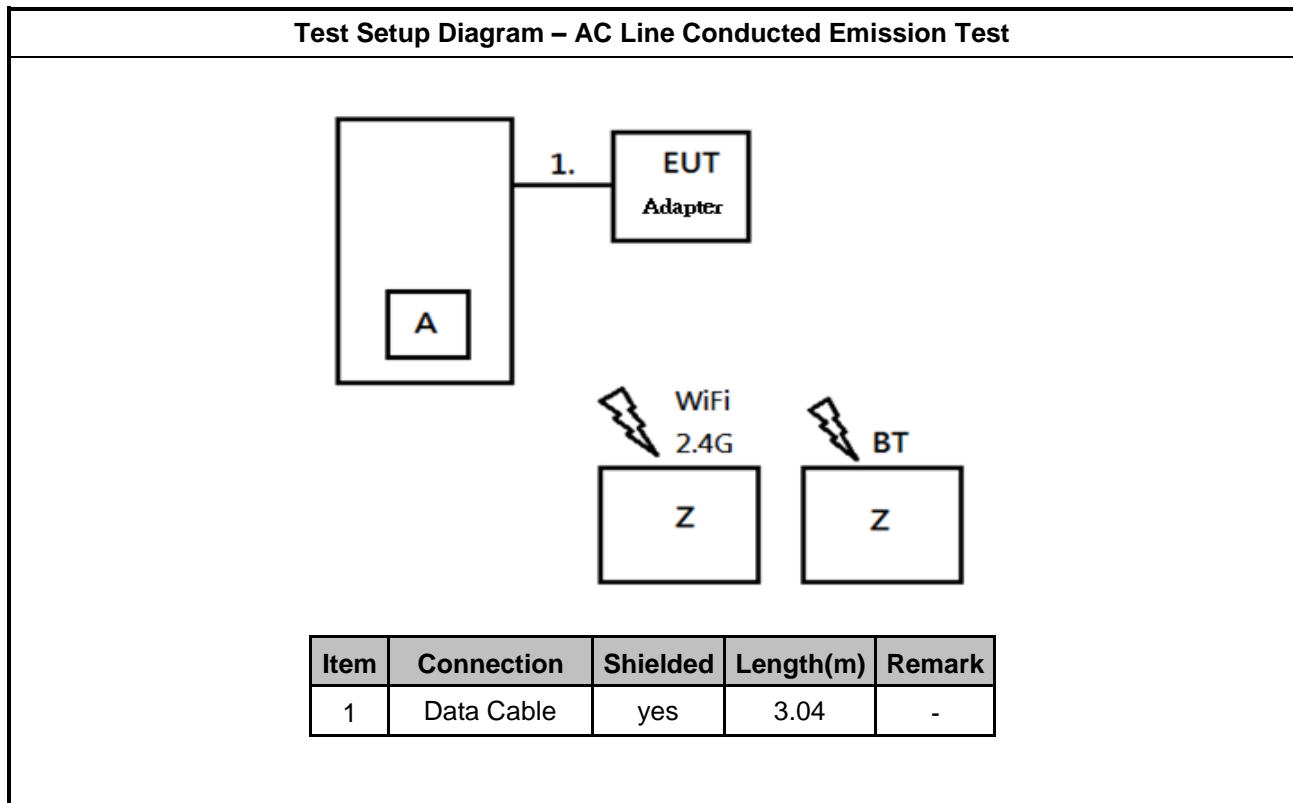 Test Setup Diagram – AC Line Conducted Emission Test
1.
EUT
Adapter
A
WiFi
2.4G
BT
Z
Z
Item Connection Shielded Length(m) Remark
1 Data Cable yes 3.04 -